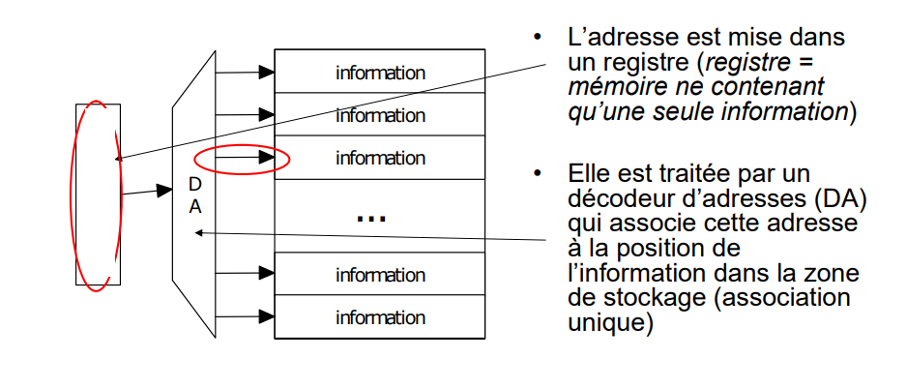 information
information
information
...
information
information
D
A
• L’adresse est mise dans
un registre (registre =
mémoire ne contenant
qu’une seule information)
• Elle est traitée par un
décodeur d’adresses (DA)
qui associe cette adresse
à la position de
l’information dans la zone
de stockage (association
unique)